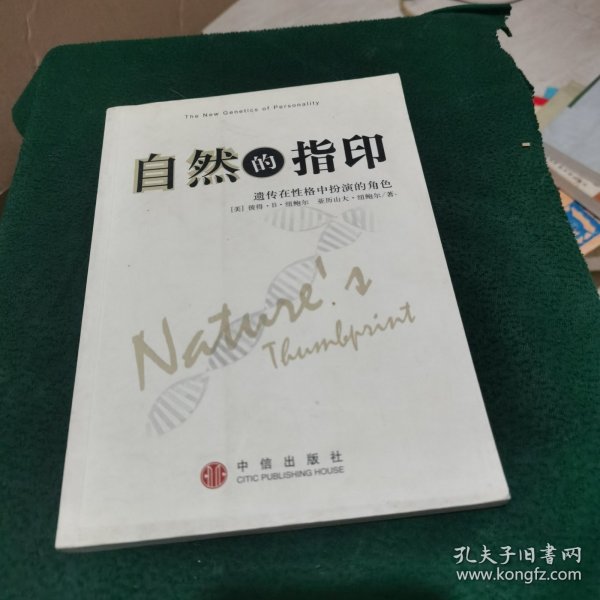 The New Genetics of Personality
自然的指印
遗传在性格中扮演的角色
[美] 彼得·B·纽鲍尔 亚历山大·纽鲍尔/著
Nature's
Thumbprint
中信出版社
CITIC PUBLISHING HOUSE
孔夫子旧书网
www.kongfz.com